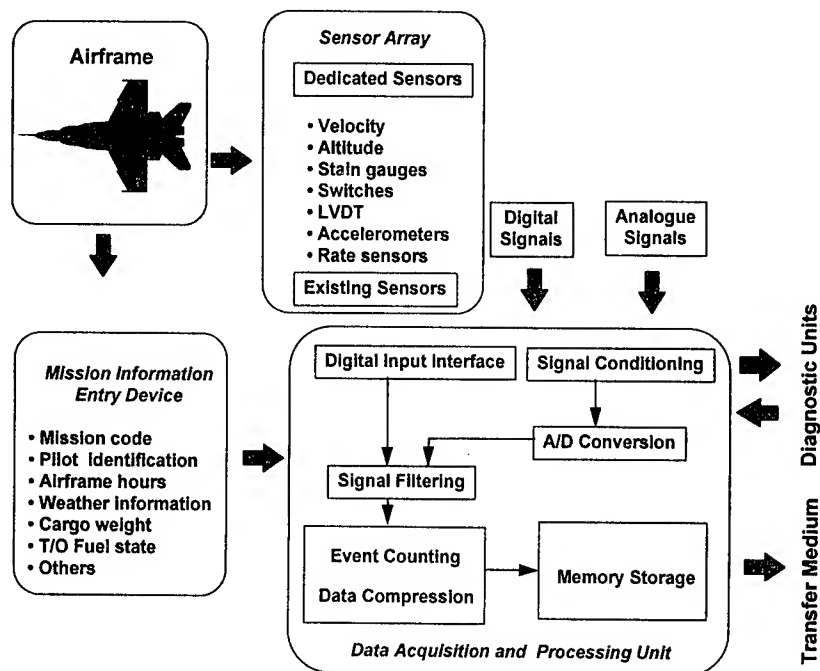 Airframe
Sensor Array
Dedicated Sensors
• Velocity
• Altitude
• Stain gauges
• Switches
• LVDT
• Accelerometers
• Rate sensors
Existing Sensors
Digital
Signals
Analogue
Signals
Mission Information
Entry Device
• Mission code
• Pilot identification
• Airframe hours
• Weather information
• Cargo weight
• T/O Fuel state
• Others
Digital Input Interface
Signal Conditioning
A/D Conversion
Signal Filtering
Event Counting
Data Compression
Memory Storage
Data Acquisition and Processing Unit
Diagnostic Units
Transfer Medium